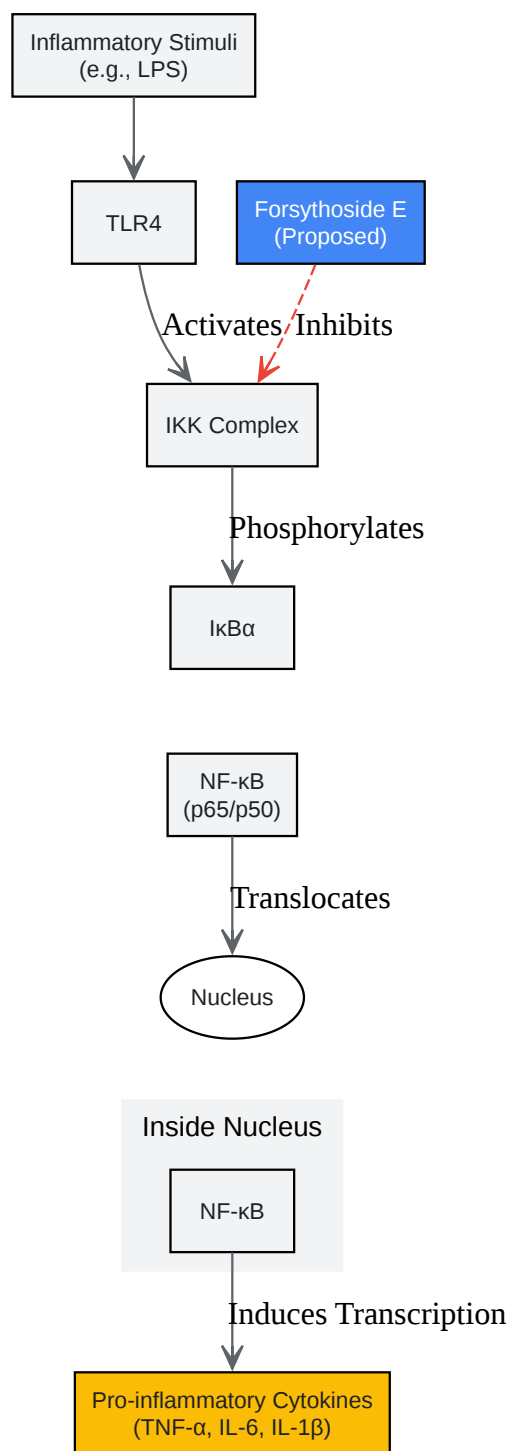 Inflammatory Stimuli
(e.g., LPS)
TLR4
Forsythoside E
(Proposed)
Activates
Inhibits
IKK Complex
Phosphorylates
IκBα
NF-κB
(p65/p50)
Translocates
Nucleus
Inside Nucleus
NF-κB
Induces Transcription
Pro-inflammatory Cytokines
(TNF-α, IL-6, IL-1β)